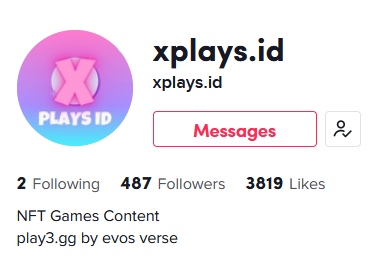 xplays.id
xplays.id
X
PLAYS ID
Messages
2 Following 487 Followers 3819 Likes
NFT Games Content
play3.gg by evos verse